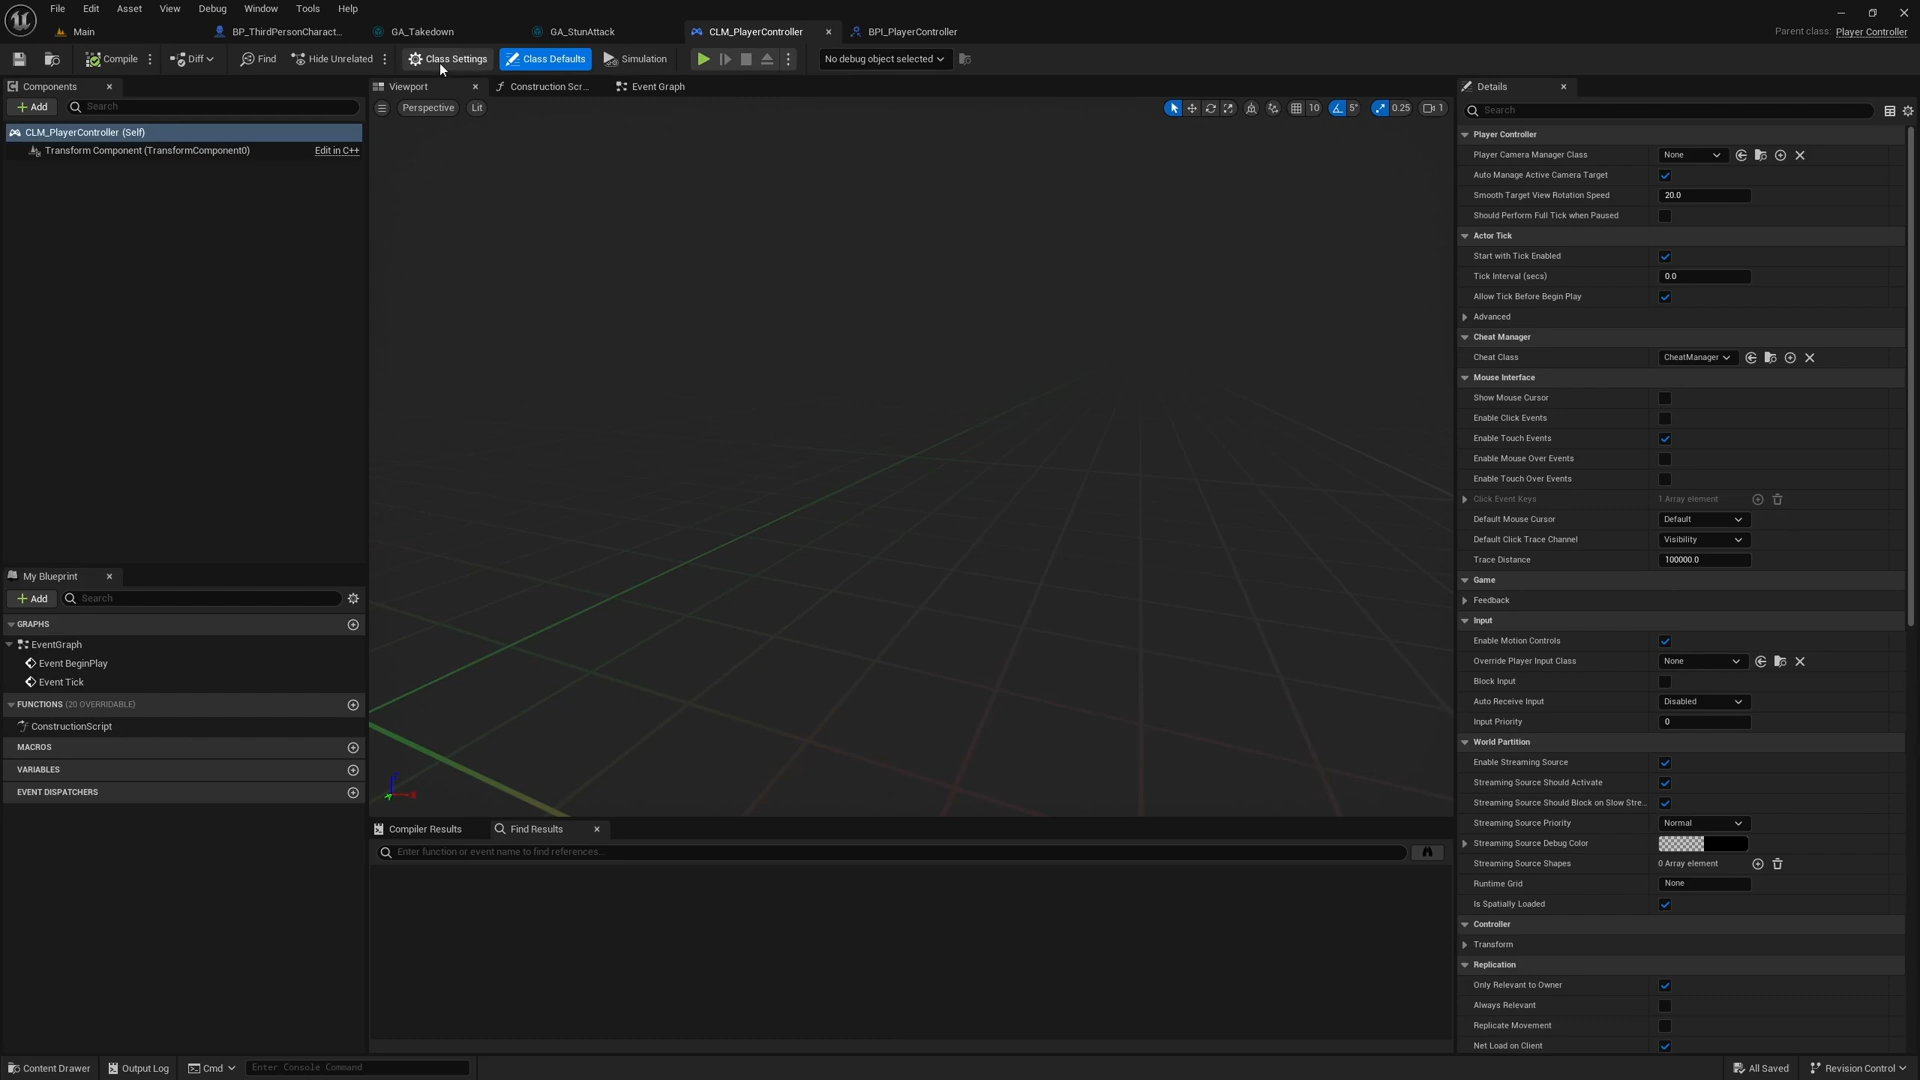 File Edit Asset View Debug Window Tools Help
Main BP_ThirdPersonCharact... GA_Takedown GA_StunAttack CLM_PlayerController BPI_PlayerController Parent class: Player Controller
Compile Diff Find Hide Unrelated Class Settings Class Defaults Simulation No debug object selected
Components Viewport Construction Scr... Event Graph Details
Add Search Perspective Lit 10 5° 0.25 1 Search
CLM_PlayerController (Self)
Transform Component (TransformComponent0) Edit in C++
Player Controller
Player Camera Manager Class None
Auto Manage Active Camera Target
Smooth Target View Rotation Speed 20.0
Should Perform Full Tick when Paused
Actor Tick
Start with Tick Enabled
Tick Interval (secs) 0.0
Allow Tick Before Begin Play
Advanced
Cheat Manager
Cheat Class CheatManager
Mouse Interface
Show Mouse Cursor
Enable Click Events
Enable Touch Events
Enable Mouse Over Events
Enable Touch Over Events
Click Event Keys 1 Array element
Default Mouse Cursor Default
Default Click Trace Channel Visibility
Trace Distance 100000.0
Game
Feedback
Input
Enable Motion Controls
Override Player Input Class None
Block Input
Auto Receive Input Disabled
Input Priority 0
World Partition
Enable Streaming Source
Streaming Source Should Activate
Streaming Source Should Block on Slow Stre...
Streaming Source Priority Normal
Streaming Source Debug Color
Streaming Source Shapes 0 Array element
Runtime Grid None
Is Spatially Loaded
Controller
Transform
Replication
Only Relevant to Owner
Always Relevant
Replicate Movement
Net Load on Client
My Blueprint
Add Search
GRAPHS
EventGraph
Event BeginPlay
Event Tick
FUNCTIONS (20 OVERRIDABLE)
ConstructionScript
MACROS
VARIABLES
EVENT DISPATCHERS
X
Compiler Results Find Results
Enter function or event name to find references...
Content Drawer Output Log Cmd Enter Console Command All Saved Revision Control